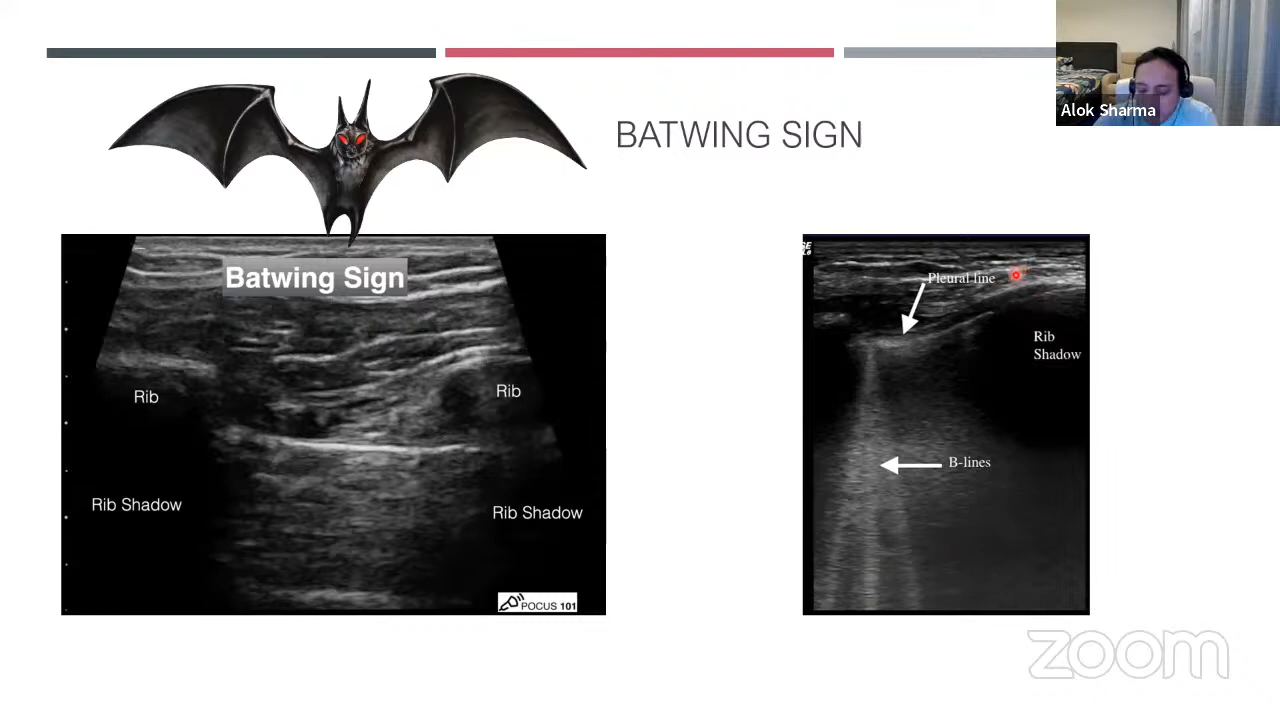 Alok Sharma
BATWING SIGN
Batwing Sign
Rib
Rib
Rib Shadow
Rib Shadow
POCUS 101
Pleural line
Rib
Shadow
B-lines
zoom